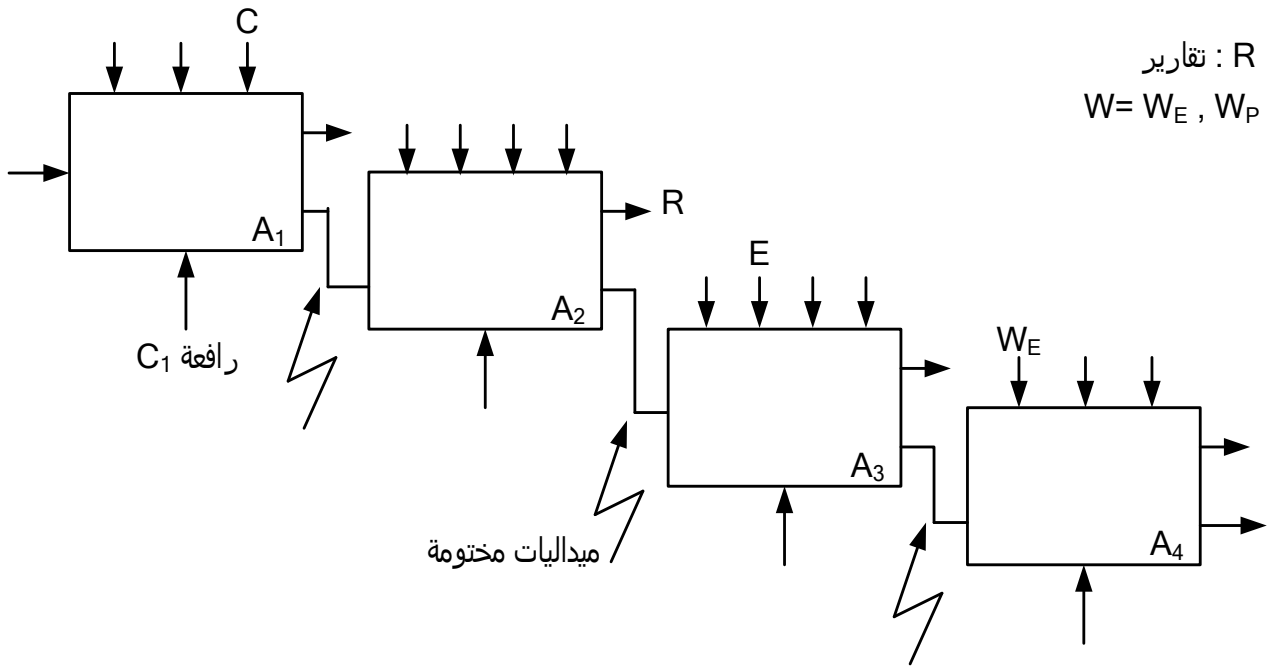 C
R : تقارير
W= WE , WP
A1
R
رافعة C1
A2
E
WE
A3
ميداليات مختومة
A4